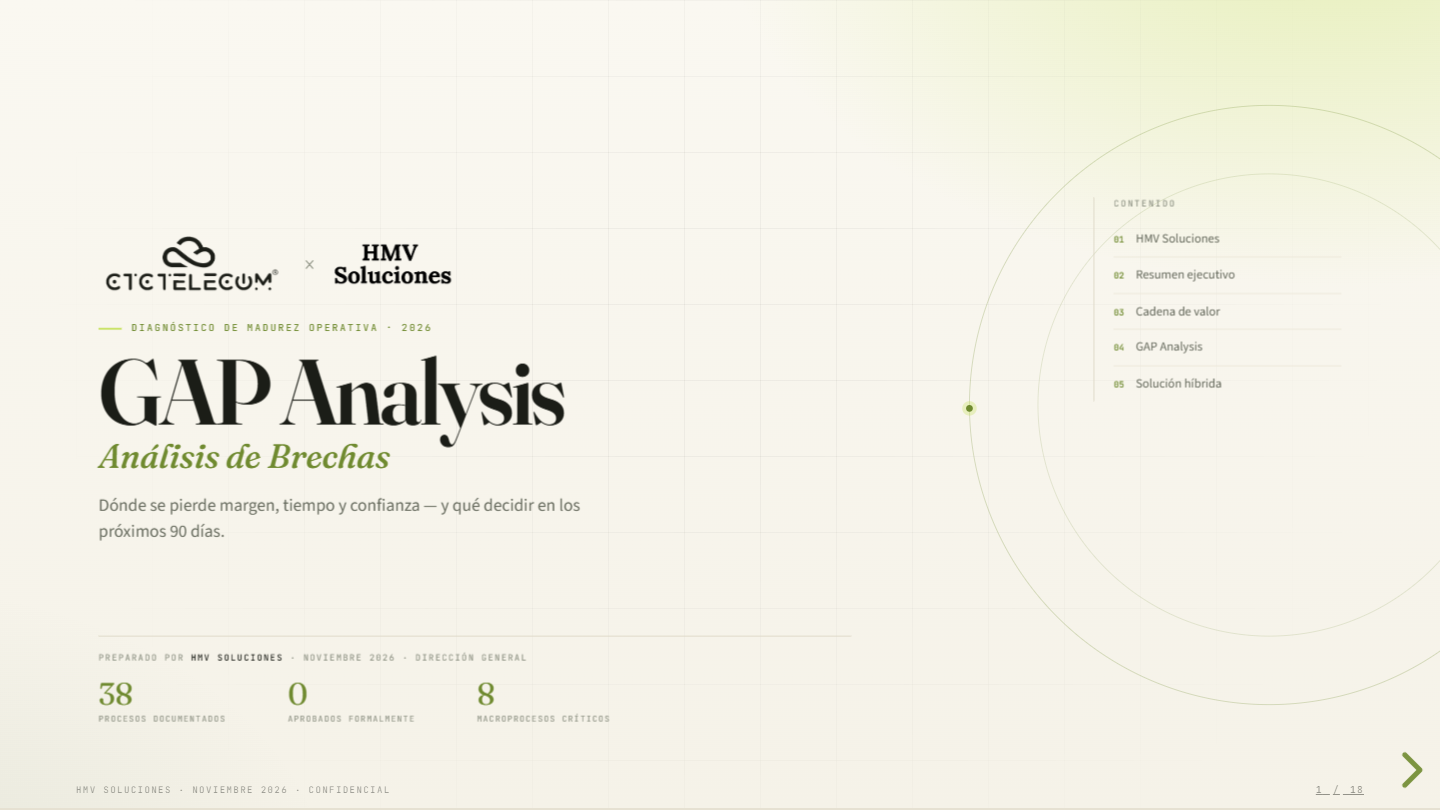 CTCTELECOM®
×
HMV
Soluciones
DIAGNÓSTICO DE MADUREZ OPERATIVA · 2026
GAP Analysis
Análisis de Brechas
Dónde se pierde margen, tiempo y confianza — y qué decidir en los
próximos 90 días.
CONTENIDO
01 HMV Soluciones
02 Resumen ejecutivo
03 Cadena de valor
04 GAP Analysis
05 Solución híbrida
PREPARADO POR HMV SOLUCIONES · NOVIEMBRE 2026 · DIRECCIÓN GENERAL
38 0 8
PROCESOS DOCUMENTADOS APROBADOS FORMALMENTE MACROPROCESOS CRÍTICOS
HMV SOLUCIONES · NOVIEMBRE 2026 · CONFIDENCIAL
1 / 18